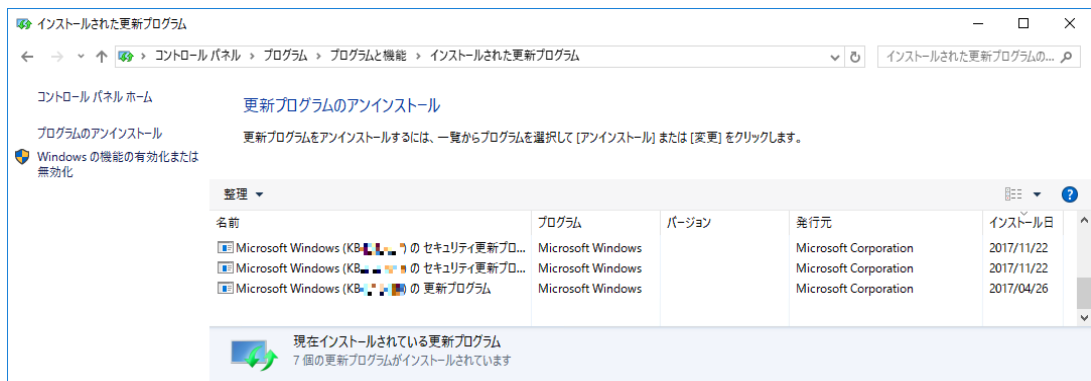 インストールされた更新プログラム
コントロール パネル › プログラム › プログラムと機能 › インストールされた更新プログラム
インストールされた更新プログラムの...
コントロール パネル ホーム
プログラムのアンインストール
Windows の機能の有効化または
無効化
更新プログラムのアンインストール
更新プログラムをアンインストールするには、一覧からプログラムを選択して [アンインストール] または [変更] をクリックします。
整理
名前 プログラム バージョン 発行元 インストール日
Microsoft Windows (KB ) の セキュリティ更新プロ... Microsoft Windows Microsoft Corporation 2017/11/22
Microsoft Windows (KB ) の セキュリティ更新プロ... Microsoft Windows Microsoft Corporation 2017/11/22
Microsoft Windows (KB ) の 更新プログラム Microsoft Windows Microsoft Corporation 2017/04/26
現在インストールされている更新プログラム
7 個の更新プログラムがインストールされています